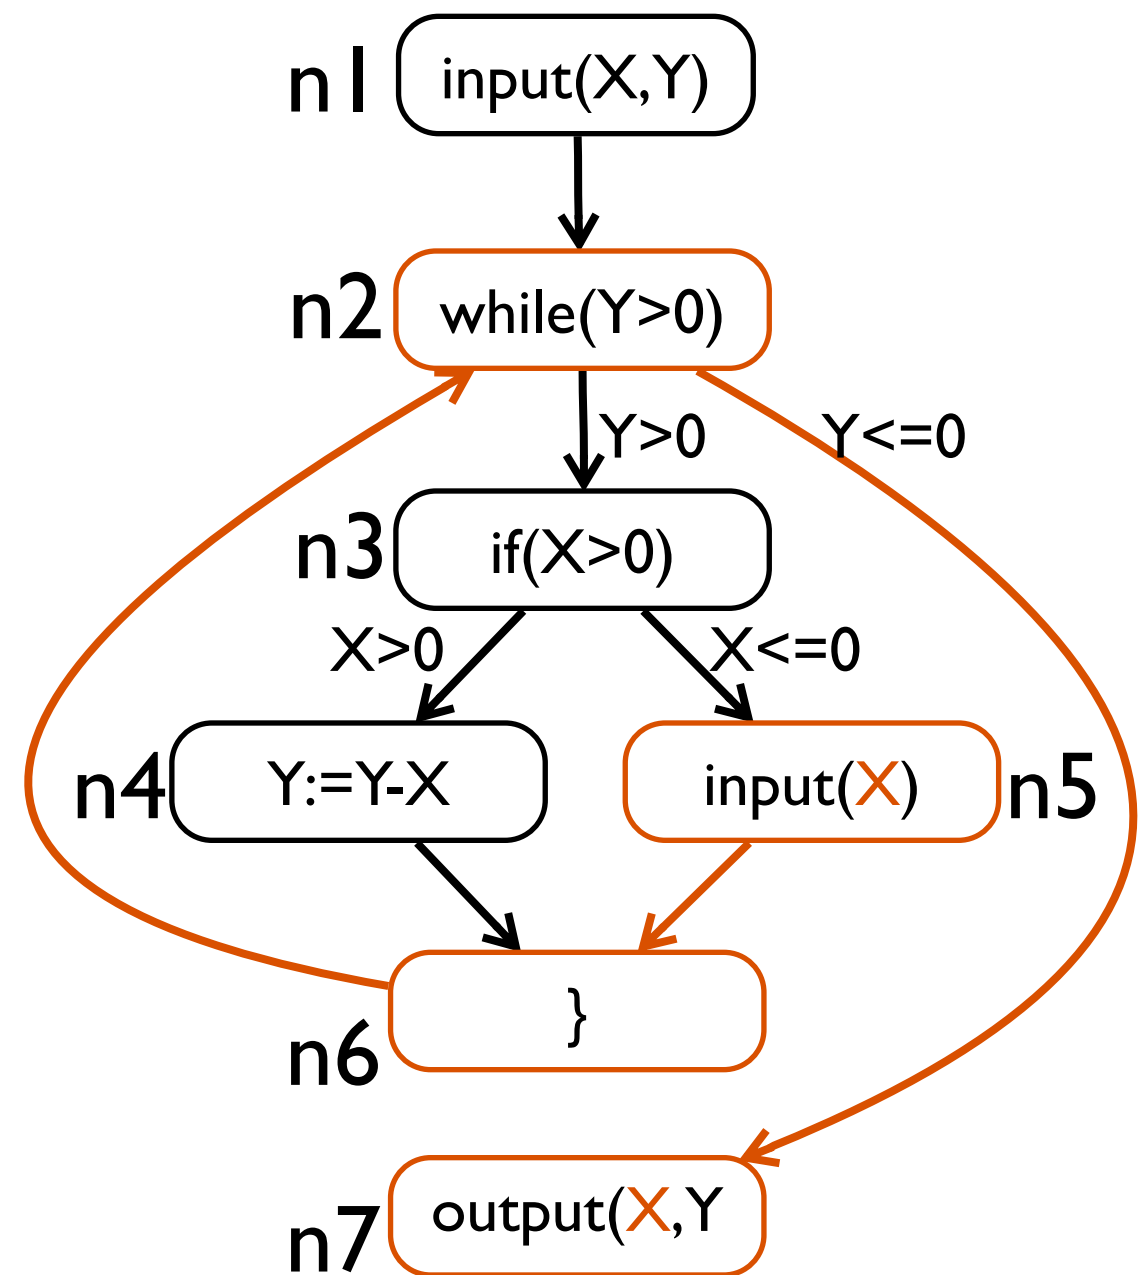 n1 input(X,Y)
n2 while(Y>0)
Y>0 Y<=0
n3 if(X>0)
X>0 X<=0
n4 Y:=Y-X input(X) n5
}
n6
n7 output(X,Y